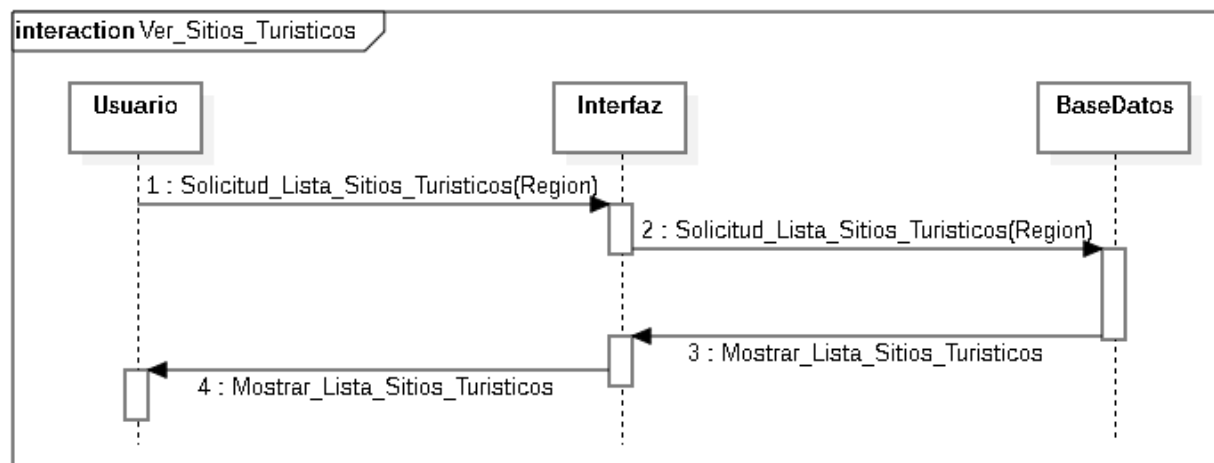 interaction Ver_Sitios_Turisticos
Usuario
Interfaz
BaseDatos
1 : Solicitud_Lista_Sitios_Turisticos(Region)
2 : Solicitud_Lista_Sitios_Turisticos(Region)
3 : Mostrar_Lista_Sitios_Turisticos
4 : Mostrar_Lista_Sitios_Turisticos